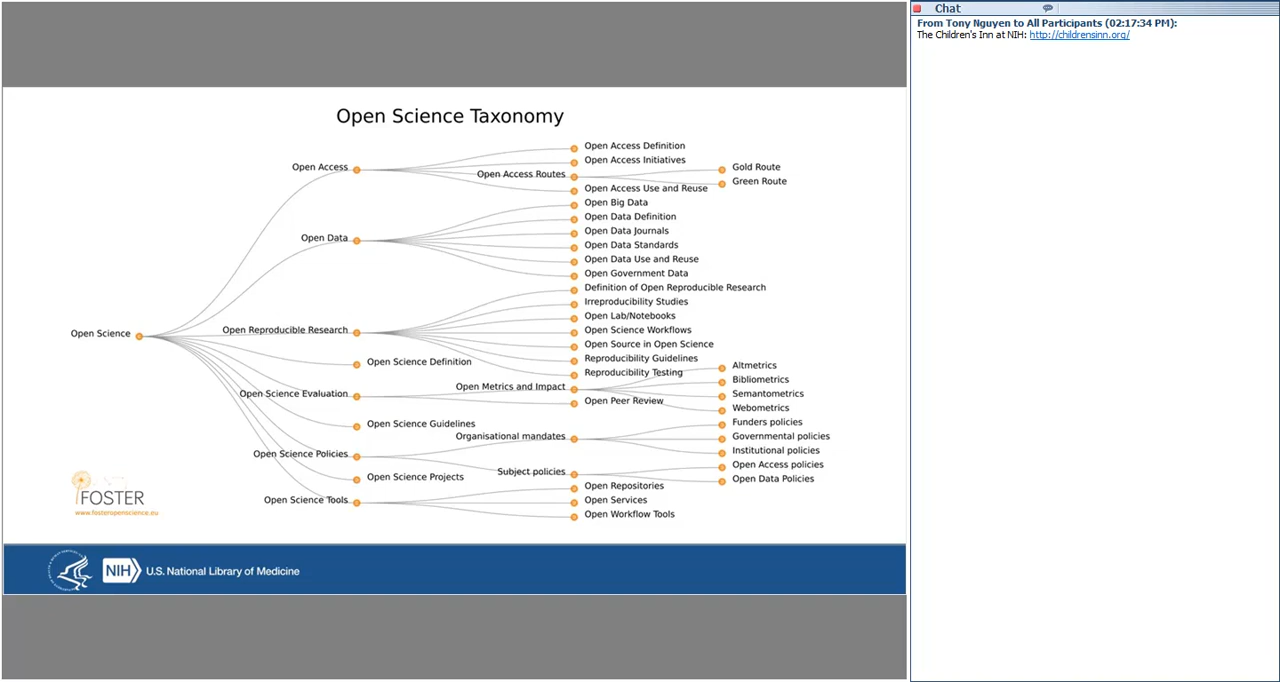 Open Science Taxonomy
Open Science
Open Access
Open Access Definition
Open Access Initiatives
Open Access Routes
Gold Route
Green Route
Open Access Use and Reuse
Open Data
Open Big Data
Open Data Definition
Open Data Journals
Open Data Standards
Open Data Use and Reuse
Open Government Data
Open Reproducible Research
Definition of Open Reproducible Research
Irreproducibility Studies
Open Lab/Notebooks
Open Science Workflows
Open Source in Open Science
Reproducibility Guidelines
Reproducibility Testing
Open Science Definition
Open Science Evaluation
Open Metrics and Impact
Altmetrics
Bibliometrics
Semantometrics
Webometrics
Open Peer Review
Open Science Guidelines
Open Science Policies
Organisational mandates
Funders policies
Governmental policies
Institutional policies
Subject policies
Open Access policies
Open Data Policies
Open Science Projects
Open Science Tools
Open Repositories
Open Services
Open Workflow Tools
FOSTER
www.fosteropenscience.eu
NIH U.S. National Library of Medicine
Chat
From Tony Nguyen to All Participants (02:17:34 PM):
The Children's Inn at NIH: http://childrensinn.org/